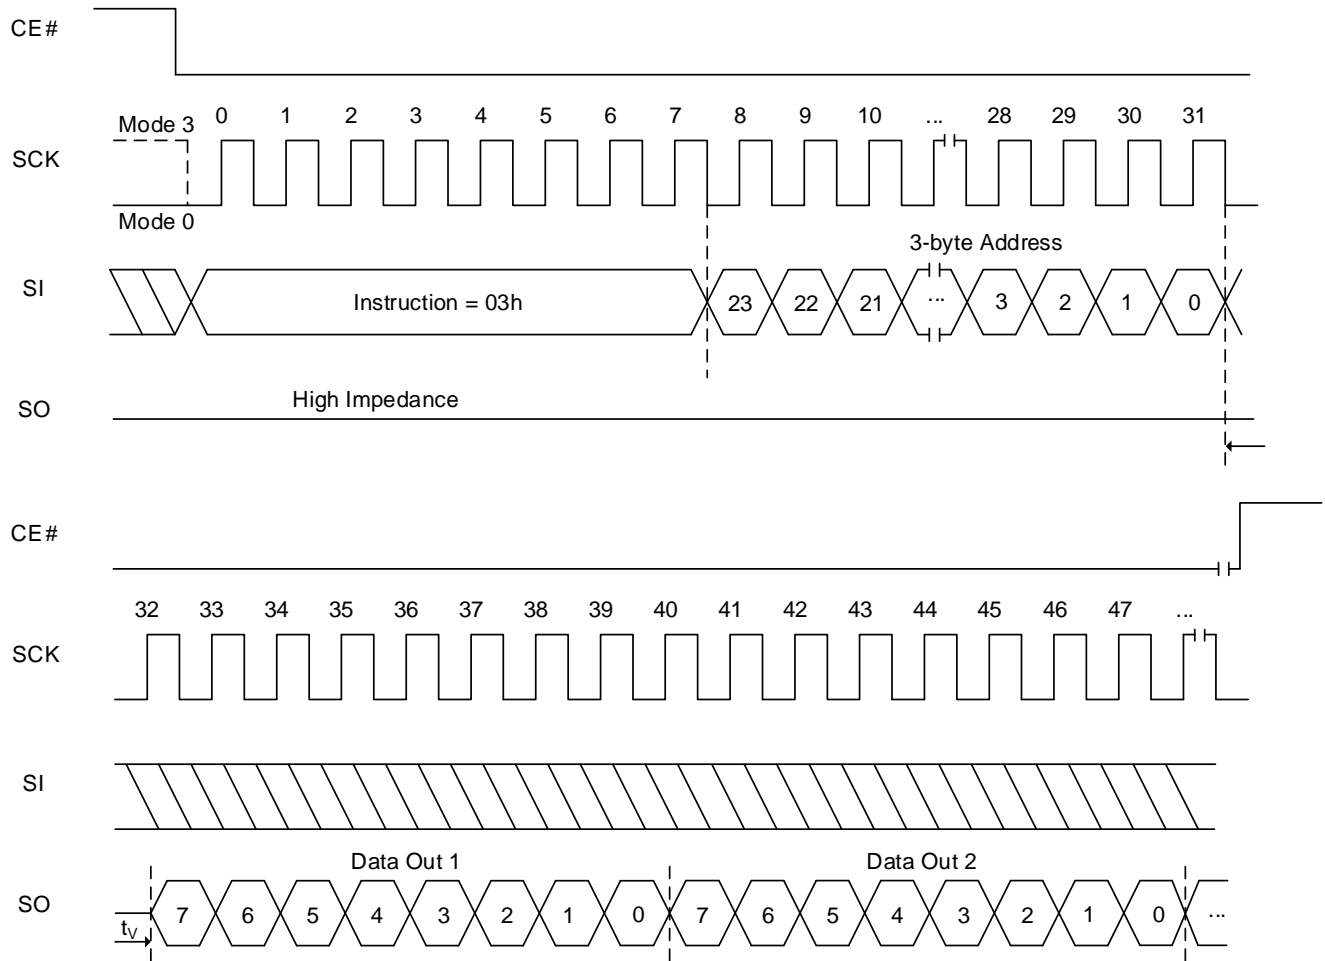 CE#
0 1 2 3 4 5 6 7 8 9 10 ... 28 29 30 31
Mode 3
SCK
Mode 0
3-byte Address
SI
Instruction = 03h 23 22 21 ... 3 2 1 0
High Impedance
SO
CE#
32 33 34 35 36 37 38 39 40 41 42 43 44 45 46 47 ...
SCK
SI
Data Out 1 Data Out 2
SO
7 6 5 4 3 2 1 0 7 6 5 4 3 2 1 0 ...
tV